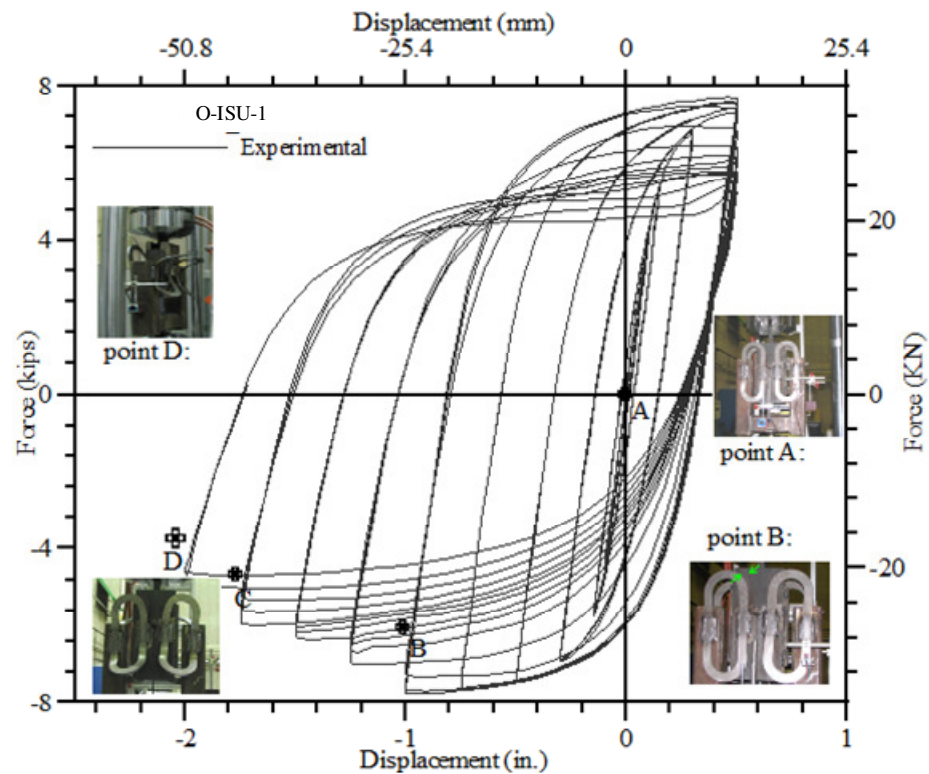 Displacement (mm)
-50.8 -25.4 0 25.4
8
O-ISU-1
Experimental
20
4
point D:
0 0
A
Force (kips)
Force (KN)
point A:
point B:
D
-4
-20
C
B
-8
-2 -1 0 1
Displacement (in.)